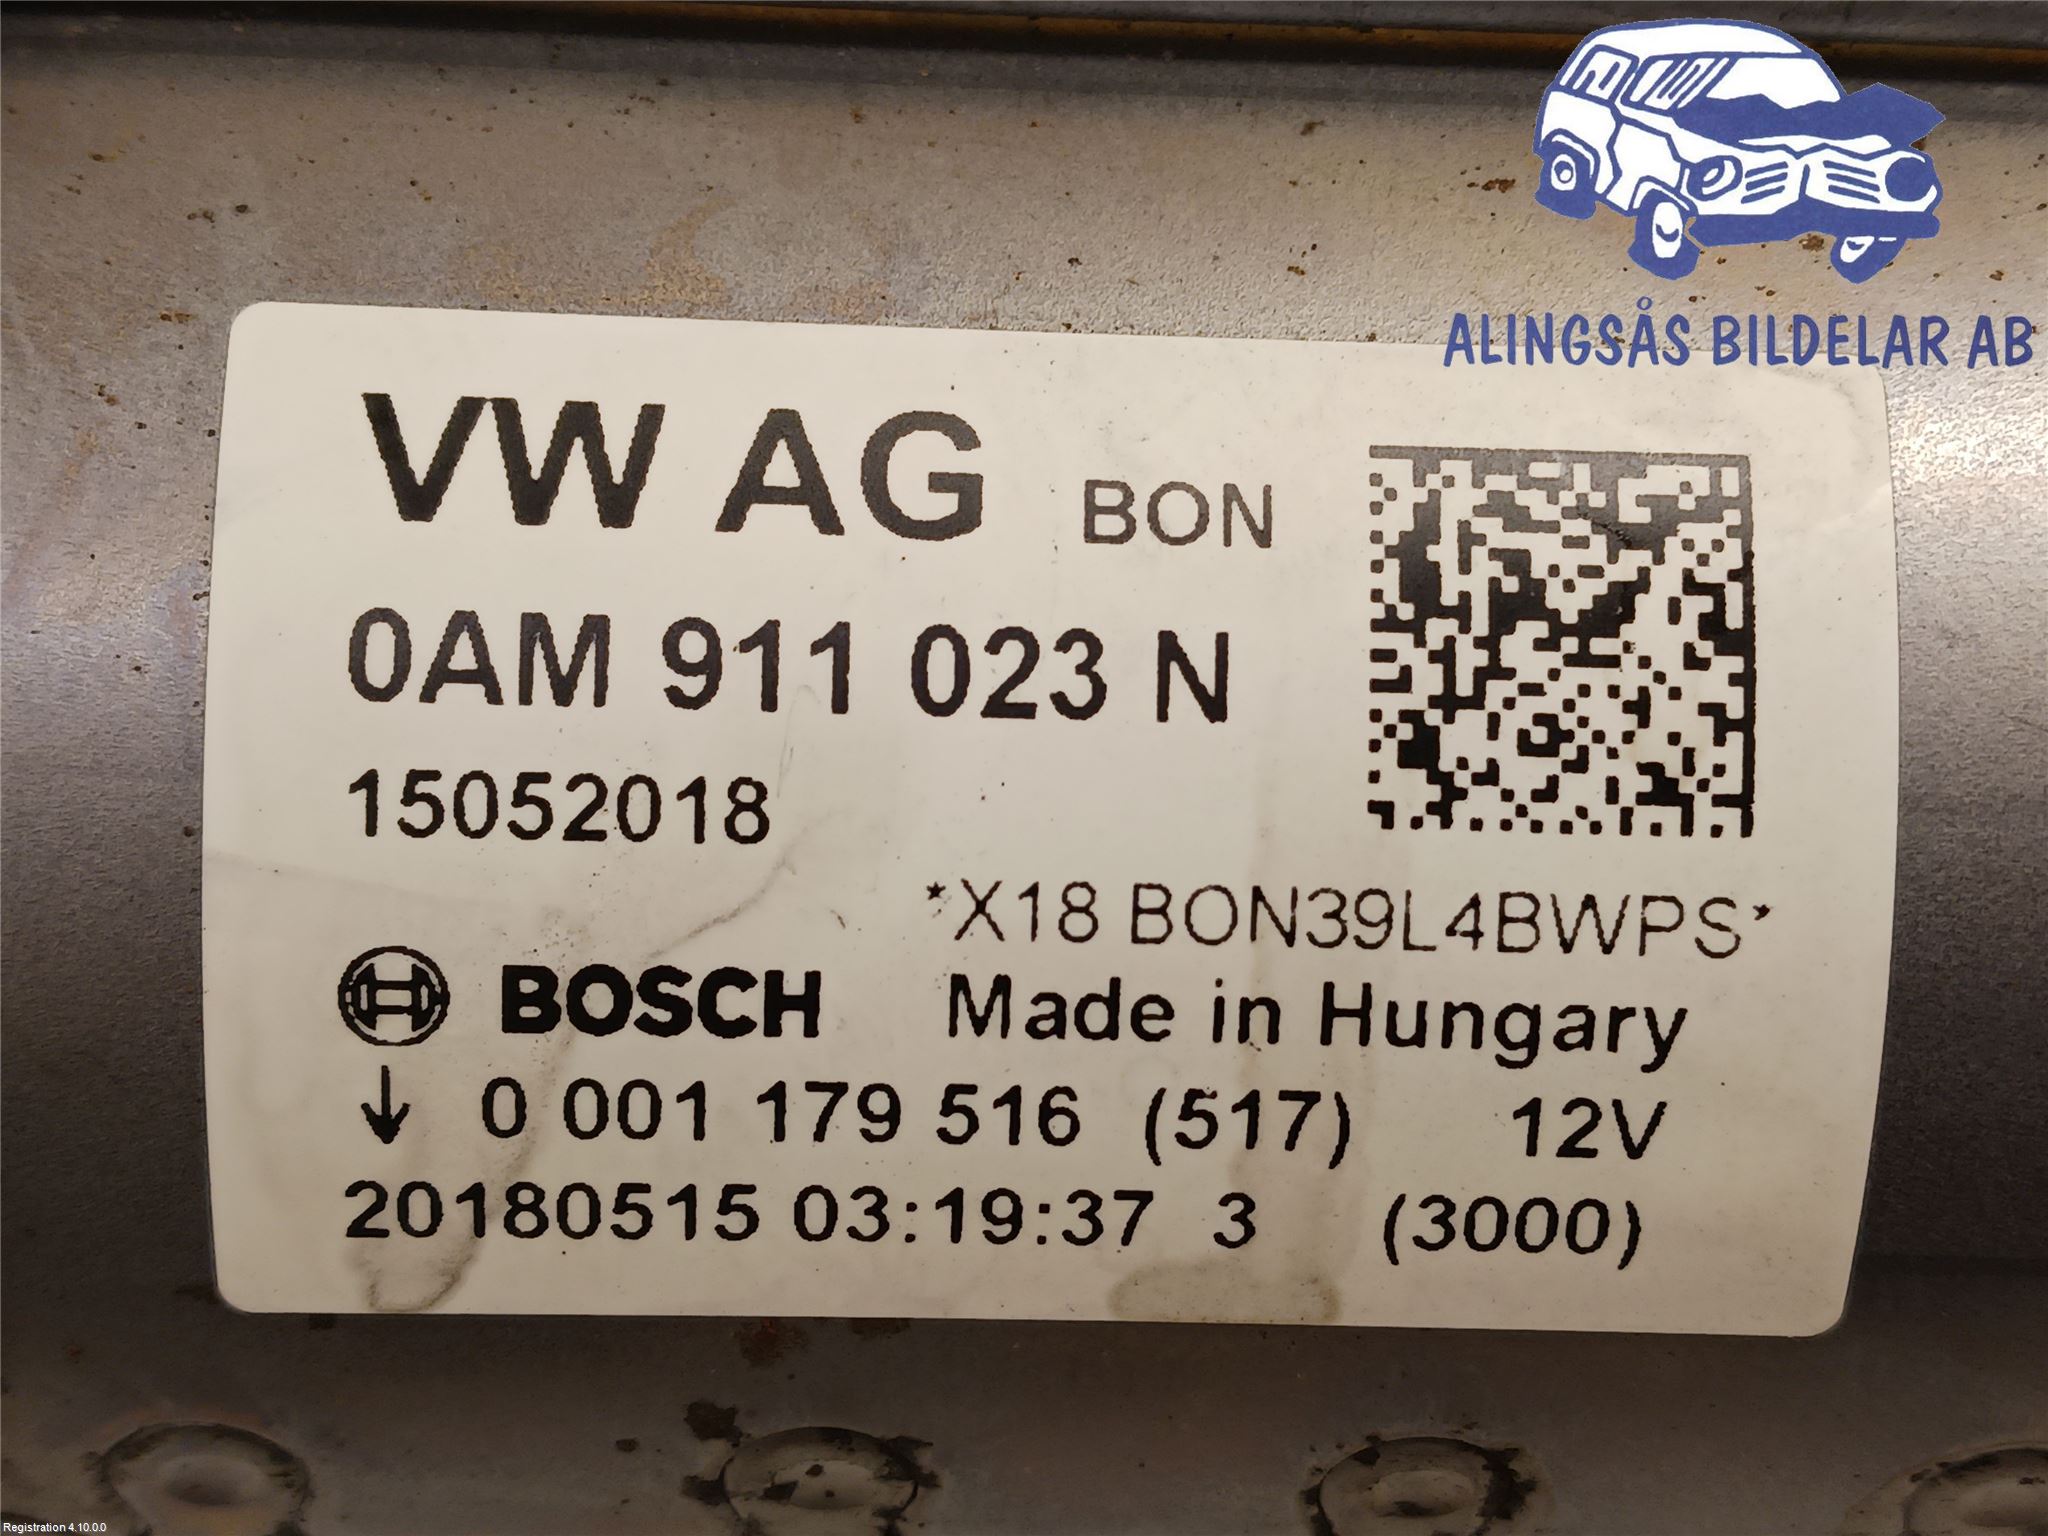 ALINGSÅS BILDELAR AB
VW AG BON
0AM 911 023 N
15052018
*X18 BON39L4BWPS*
BOSCH Made in Hungary
↓ 0 001 179 516 (517) 12V
20180515 03:19:37 3 (3000)
Registration 4.10.0.0